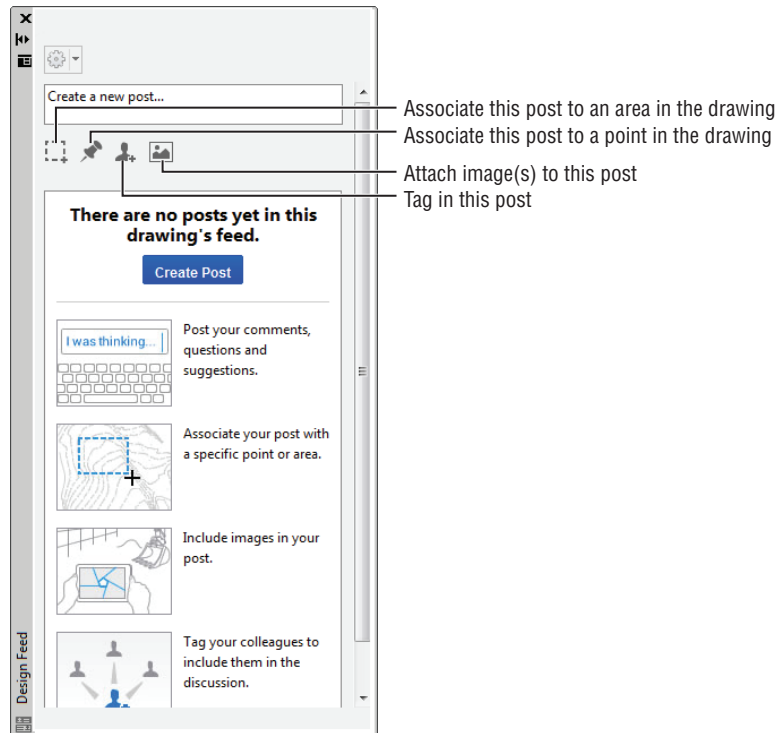 Create a new post...
Associate this post to an area in the drawing
Associate this post to a point in the drawing
Attach image(s) to this post
Tag in this post
There are no posts yet in this
drawing's feed.
Create Post
I was thinking...
Post your comments,
questions and
suggestions.
Associate your post with
a specific point or area.
Include images in your
post.
Tag your colleagues to
include them in the
discussion.
Design Feed